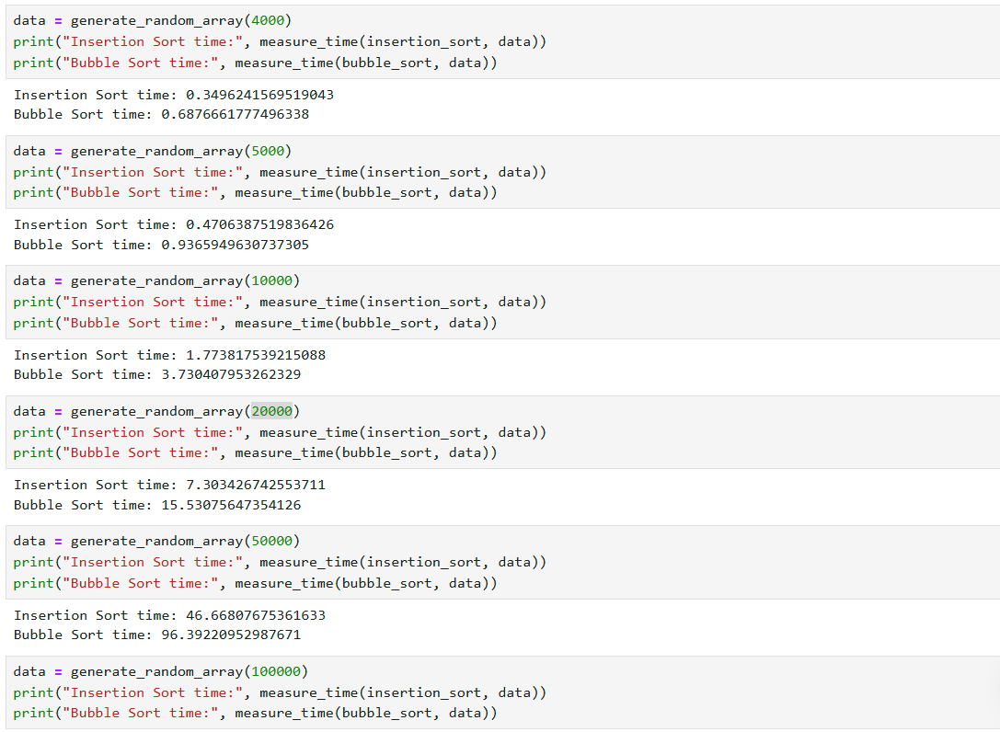 data = generate_random_array(4000)
print("Insertion Sort time:", measure_time(insertion_sort, data))
print("Bubble Sort time:", measure_time(bubble_sort, data))
Insertion Sort time: 0.3496241569519043
Bubble Sort time: 0.6876661777496338
data = generate_random_array(5000)
print("Insertion Sort time:", measure_time(insertion_sort, data))
print("Bubble Sort time:", measure_time(bubble_sort, data))
Insertion Sort time: 0.4706387519836426
Bubble Sort time: 0.9365949630737305
data = generate_random_array(10000)
print("Insertion Sort time:", measure_time(insertion_sort, data))
print("Bubble Sort time:", measure_time(bubble_sort, data))
Insertion Sort time: 1.773817539215088
Bubble Sort time: 3.730407953262329
data = generate_random_array(20000)
print("Insertion Sort time:", measure_time(insertion_sort, data))
print("Bubble Sort time:", measure_time(bubble_sort, data))
Insertion Sort time: 7.303426742553711
Bubble Sort time: 15.53075647354126
data = generate_random_array(50000)
print("Insertion Sort time:", measure_time(insertion_sort, data))
print("Bubble Sort time:", measure_time(bubble_sort, data))
Insertion Sort time: 46.66807675361633
Bubble Sort time: 96.39220952987671
data = generate_random_array(100000)
print("Insertion Sort time:", measure_time(insertion_sort, data))
print("Bubble Sort time:", measure_time(bubble_sort, data))